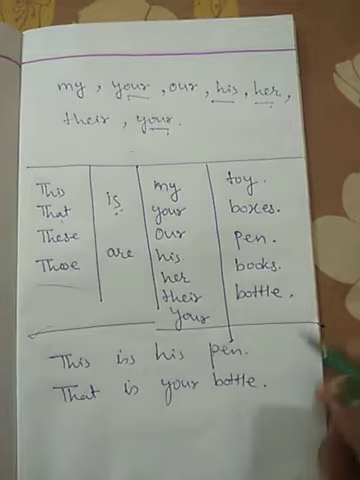 my, your, our, his, her,
their, your.
This is my toy.
That your boxes.
These our pen.
Those are his books.
her bottle.
their
your
This is his pen.
That is your bottle.